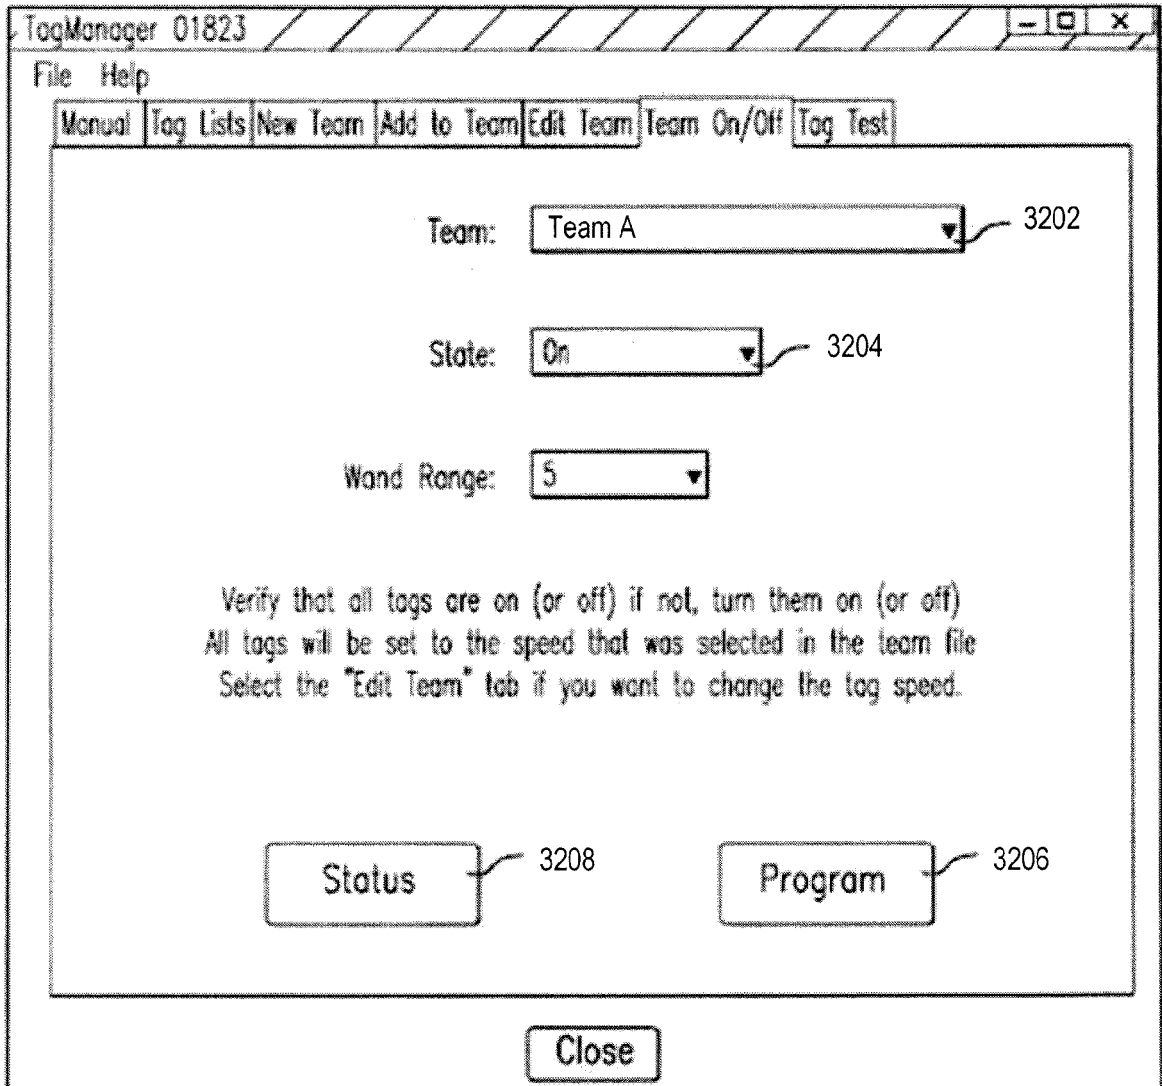 TagManager 01823
File Help
Manual Tag Lists New Team Add to Team Edit Team Team On/Off Tag Test
Team: Team A 3202
State: On 3204
Wand Range: 5
Verify that all tags are on (or off) if not, turn them on (or off)
All tags will be set to the speed that was selected in the team file
Select the "Edit Team" tab if you want to change the tag speed.
Status 3208 Program 3206
Close